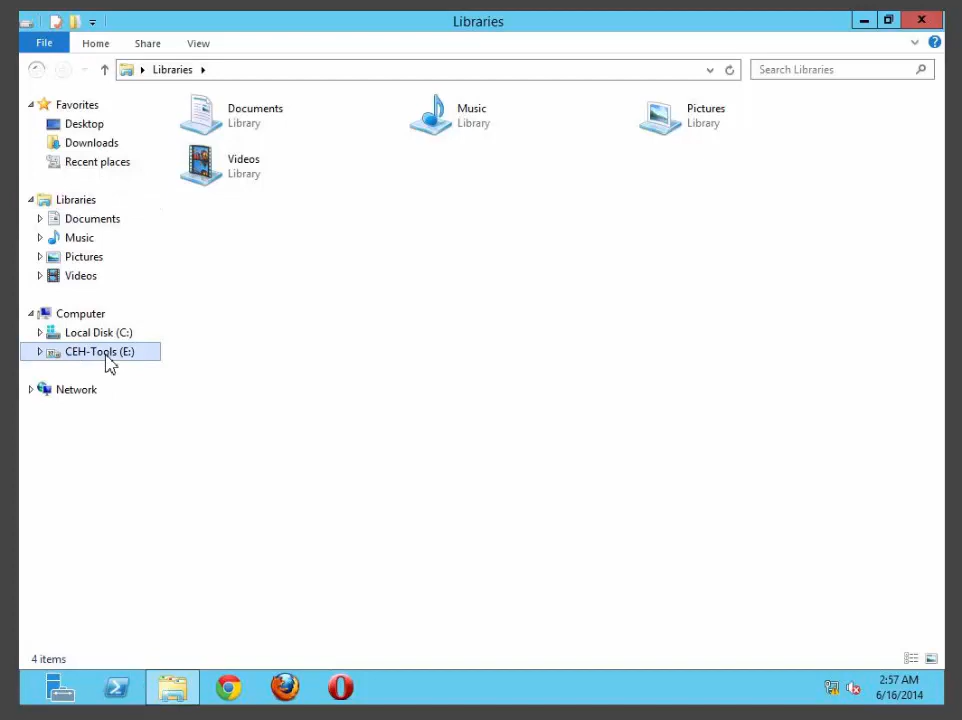 Libraries
File Home Share View
Libraries
Search Libraries
Favorites
Desktop
Downloads
Recent places
Libraries
Documents
Music
Pictures
Videos
Computer
Local Disk (C:)
CEH-Tools (E:)
Network
Documents
Library
Music
Library
Pictures
Library
Videos
Library
4 items
2:57 AM
6/16/2014